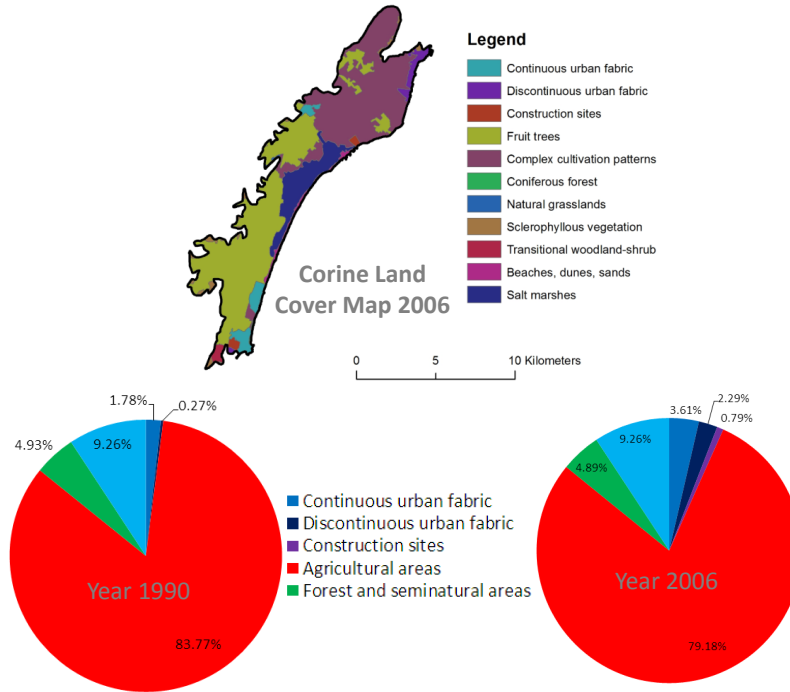 Legend
Continuous urban fabric
Discontinuous urban fabric
Construction sites
Fruit trees
Complex cultivation patterns
Coniferous forest
Natural grasslands
Sclerophyllous vegetation
Transitional woodland-shrub
Beaches, dunes, sands
Salt marshes
Corine Land
Cover Map 2006
0 5 10 Kilometers
1.78%
0.27%
4.93%
9.26%
83.77%
Year 1990
Continuous urban fabric
Discontinuous urban fabric
Construction sites
Agricultural areas
Forest and seminatural areas
3.61%
2.29%
0.79%
9.26%
4.89%
79.18%
Year 2006